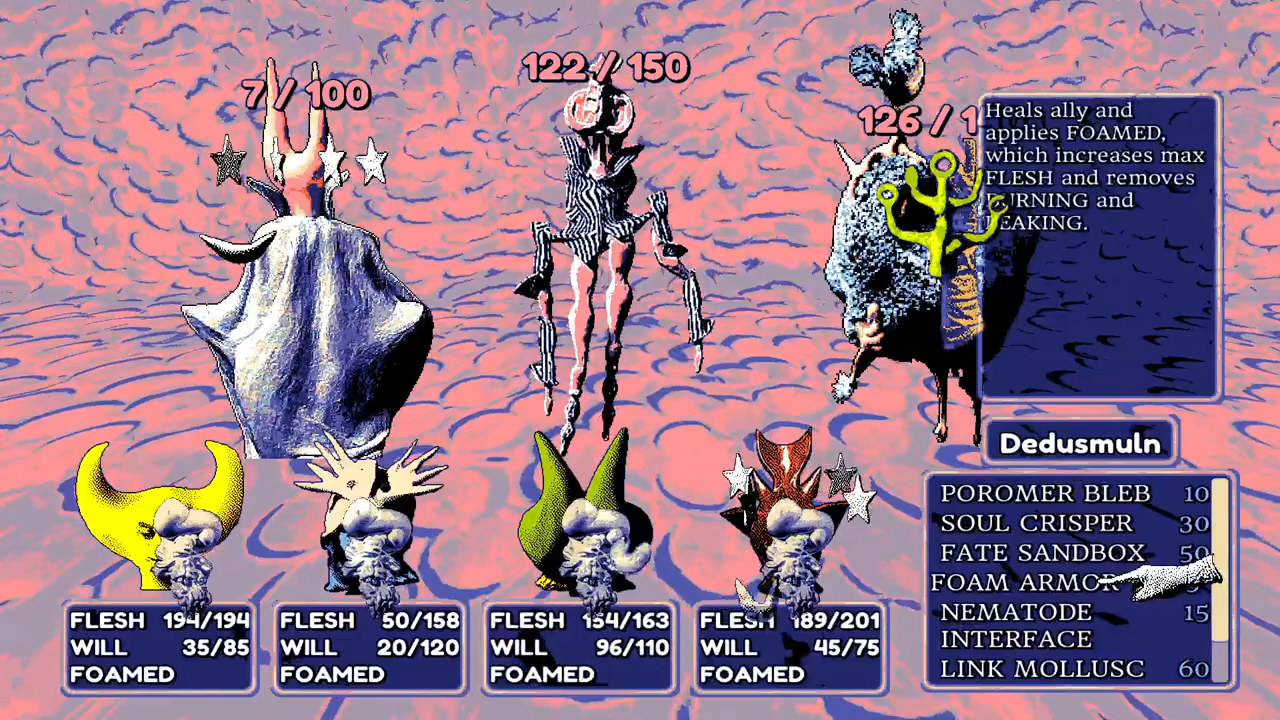 7 / 100
122 / 150
126 / 1
Heals ally and
applies FOAMED,
which increases max
FLESH and removes
URNING and
EAKING.
Dedusmuln
POROMER BLEB 10
SOUL CRISPER 30
FATE SANDBOX 50
FOAM ARMOR
NEMATODE 15
INTERFACE
LINK MOLLUSC 60
FLESH 194/194
WILL 35/85
FOAMED
FLESH 50/158
WILL 20/120
FOAMED
FLESH 154/163
WILL 96/110
FOAMED
FLESH 189/201
WILL 45/75
FOAMED